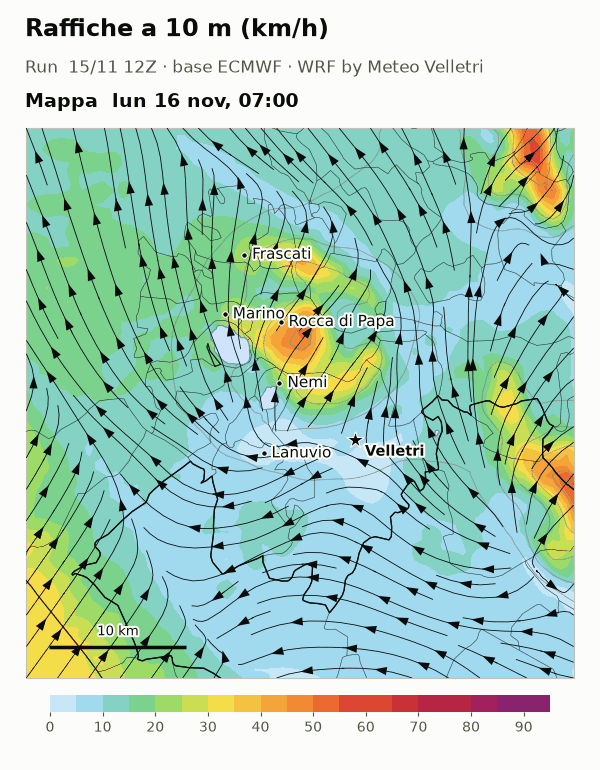 Raffiche a 10 m (km/h)
Run 15/11 12Z · base ECMWF · WRF by Meteo Velletri
Mappa lun 16 nov, 07:00
Frascati
Marino
Rocca di Papa
Nemi
Velletri
Lanuvio
10 km
0 10 20 30 40 50 60 70 80 90